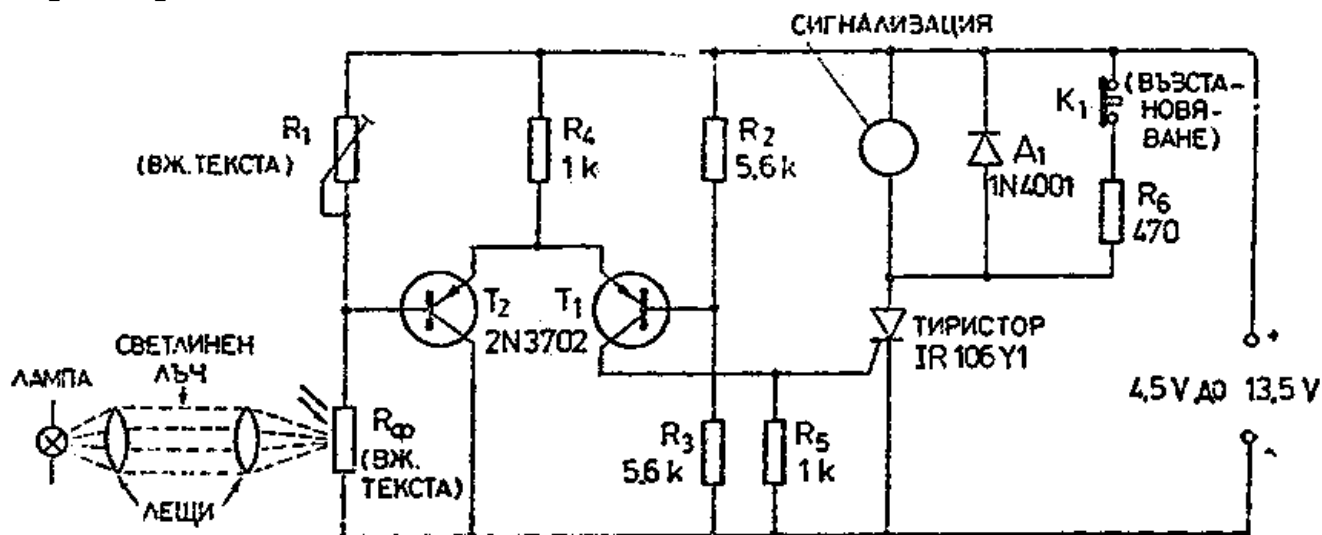 СИГНАЛИЗАЦИЯ
R1
(ВЖ. ТЕКСТА)
R4
1 k
R2
5,6 k
Д1
1N4001
K1
(ВЪЗСТА-
НОВЯ-
ВАНЕ)
R6
470
T2
T1
2N3702
ТИРИСТОР
IR 106 Y1
СВЕТЛИНЕН
ЛЪЧ
ЛАМПА
RФ
(ВЖ.
ТЕКСТА)
ЛЕЩИ
R3
5,6 k
R5
1 k
+
4,5 V ДО 13,5 V
-